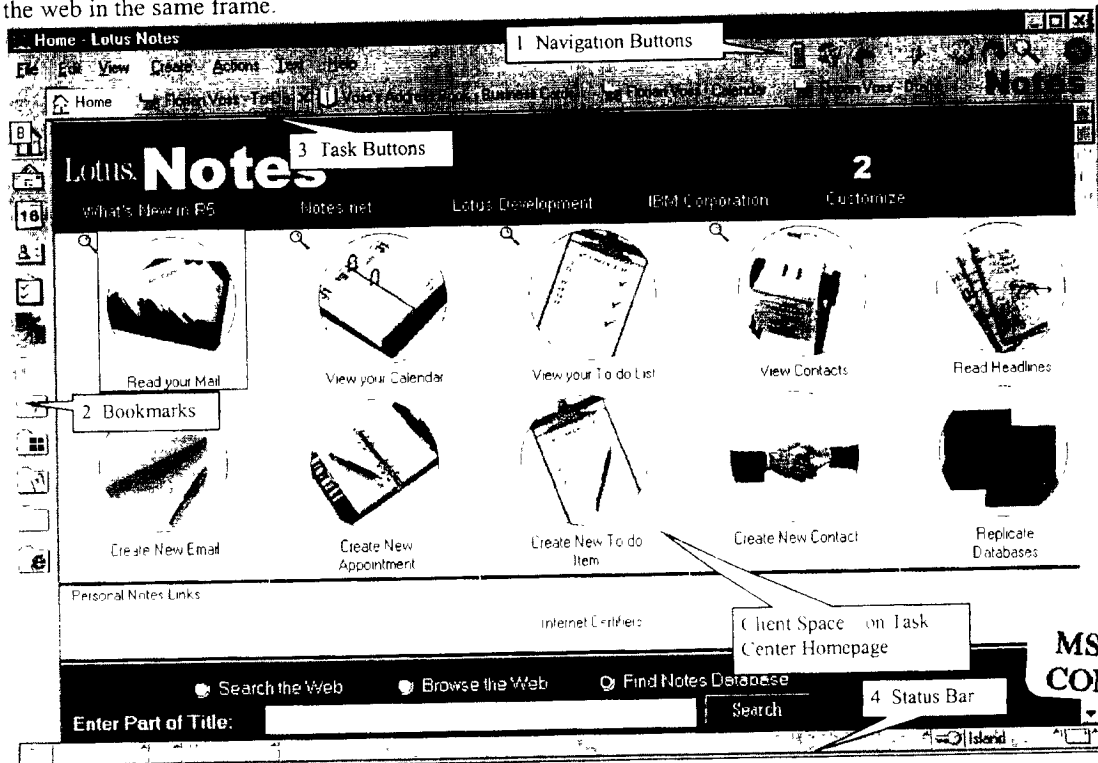 the web in the same frame.
Home - Lotus Notes
1 Navigation Buttons
File Edit View Create Actions Text Help
Notes
Home
3 Task Buttons
Lotus. Notes
2
What's New in R5 Notes.net Lotus Development IBM Corporation Customize
16
Read your Mail View your Calendar View your To do List View Contacts Read Headlines
2 Bookmarks
Create New Email Create New Appointment Create New To do Item Create New Contact Replicate Databases
Personal Notes Links
Internet Certifiers
Client Space on Task
Center Homepage
MS
Search the Web Browse the Web Find Notes Database
4 Status Bar
Enter Part of Title: Search
Island